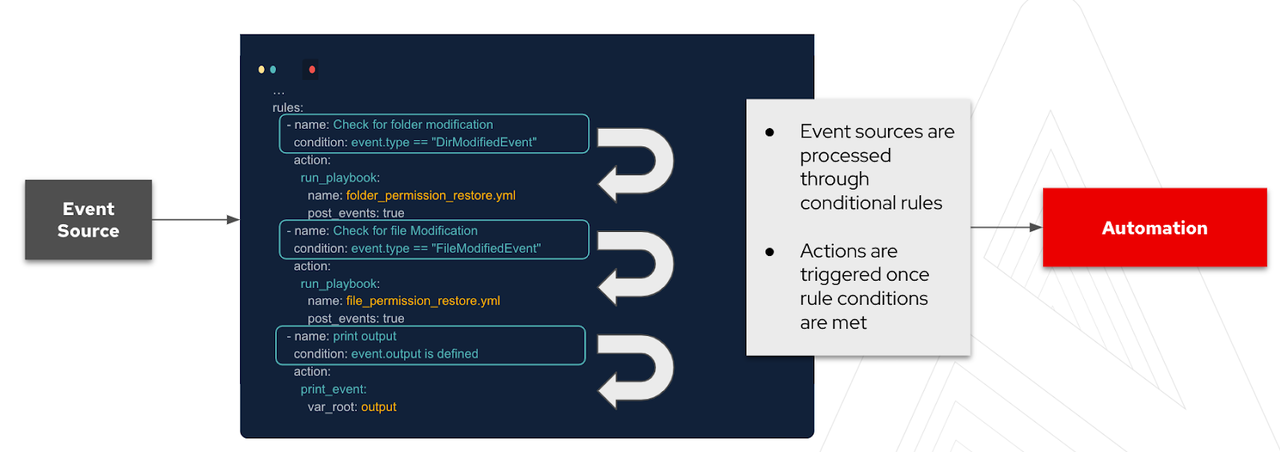 Event
Source
...
rules:
- name: Check for folder modification
condition: event.type == "DirModifiedEvent"
action:
run_playbook:
name: folder_permission_restore.yml
post_events: true
- name: Check for file Modification
condition: event.type == "FileModifiedEvent"
action:
run_playbook:
name: file_permission_restore.yml
post_events: true
- name: print output
condition: event.output is defined
action:
print_event:
var_root: output
● Event sources are
processed
through
conditional rules
● Actions are
triggered once
rule conditions
are met
Automation